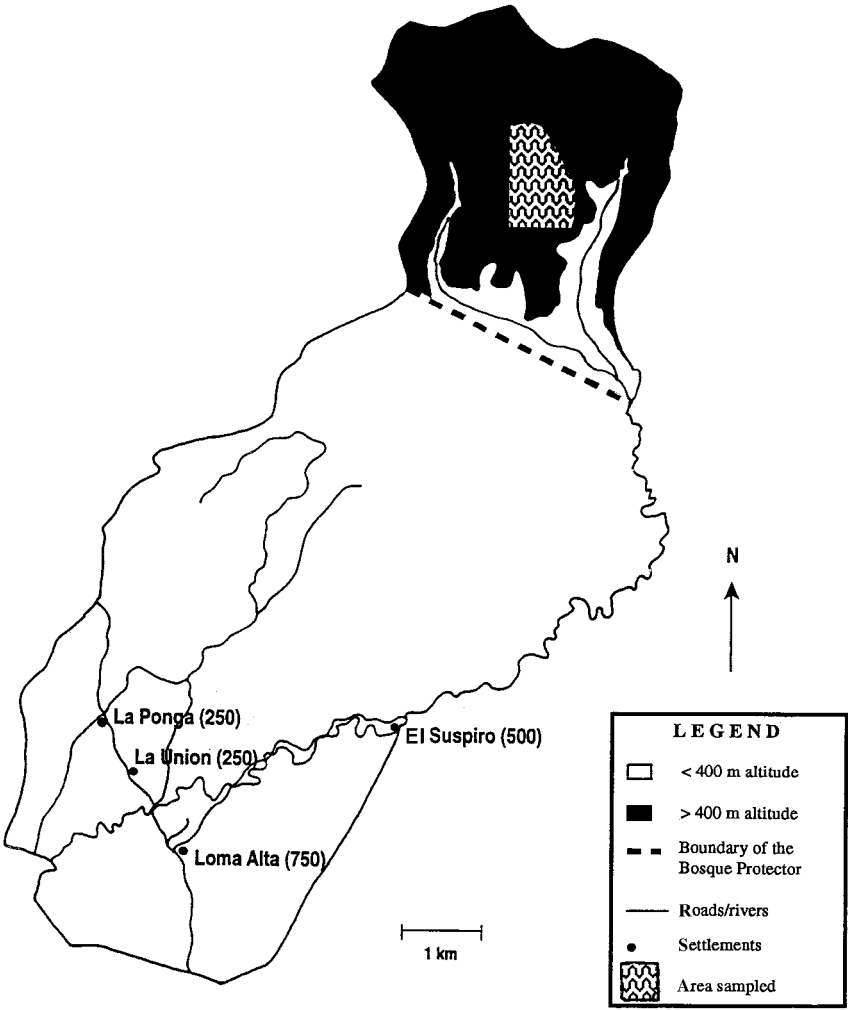 N
La Ponga (250)
La Union (250)
El Suspiro (500)
Loma Alta (750)
1 km
LEGEND
< 400 m altitude
> 400 m altitude
Boundary of the
Bosque Protector
Roads/rivers
Settlements
Area sampled